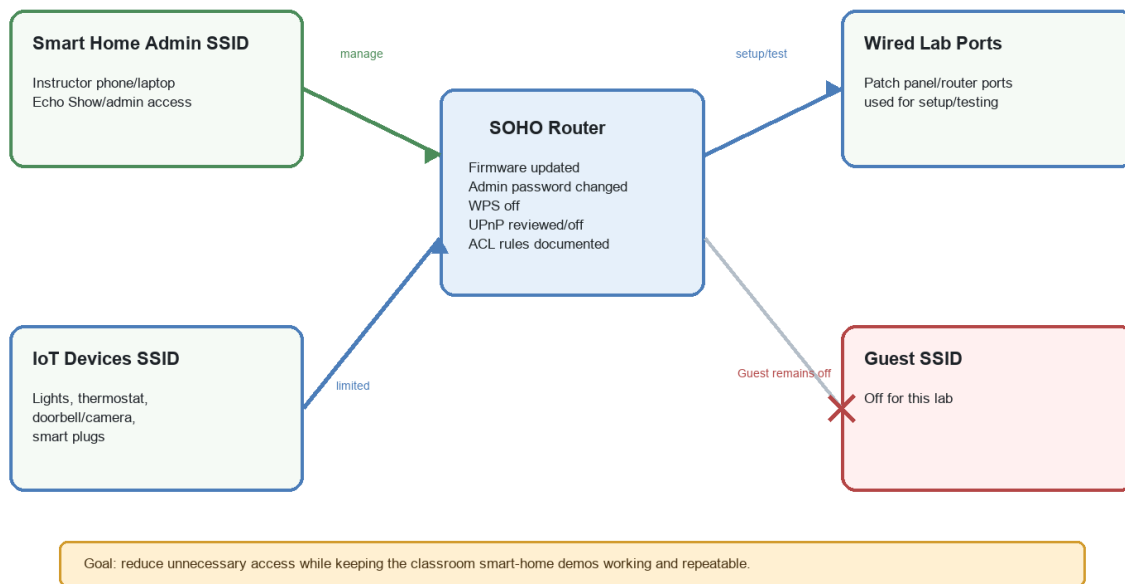 Smart Home Admin SSID
Instructor phone/laptop
Echo Show/admin access
manage
SOHO Router
Firmware updated
Admin password changed
WPS off
UPnP reviewed/off
ACL rules documented
setup/test
Wired Lab Ports
Patch panel/router ports
used for setup/testing
IoT Devices SSID
Lights, thermostat,
doorbell/camera,
smart plugs
limited
Guest remains off
Guest SSID
Off for this lab
Goal: reduce unnecessary access while keeping the classroom smart-home demos working and repeatable.